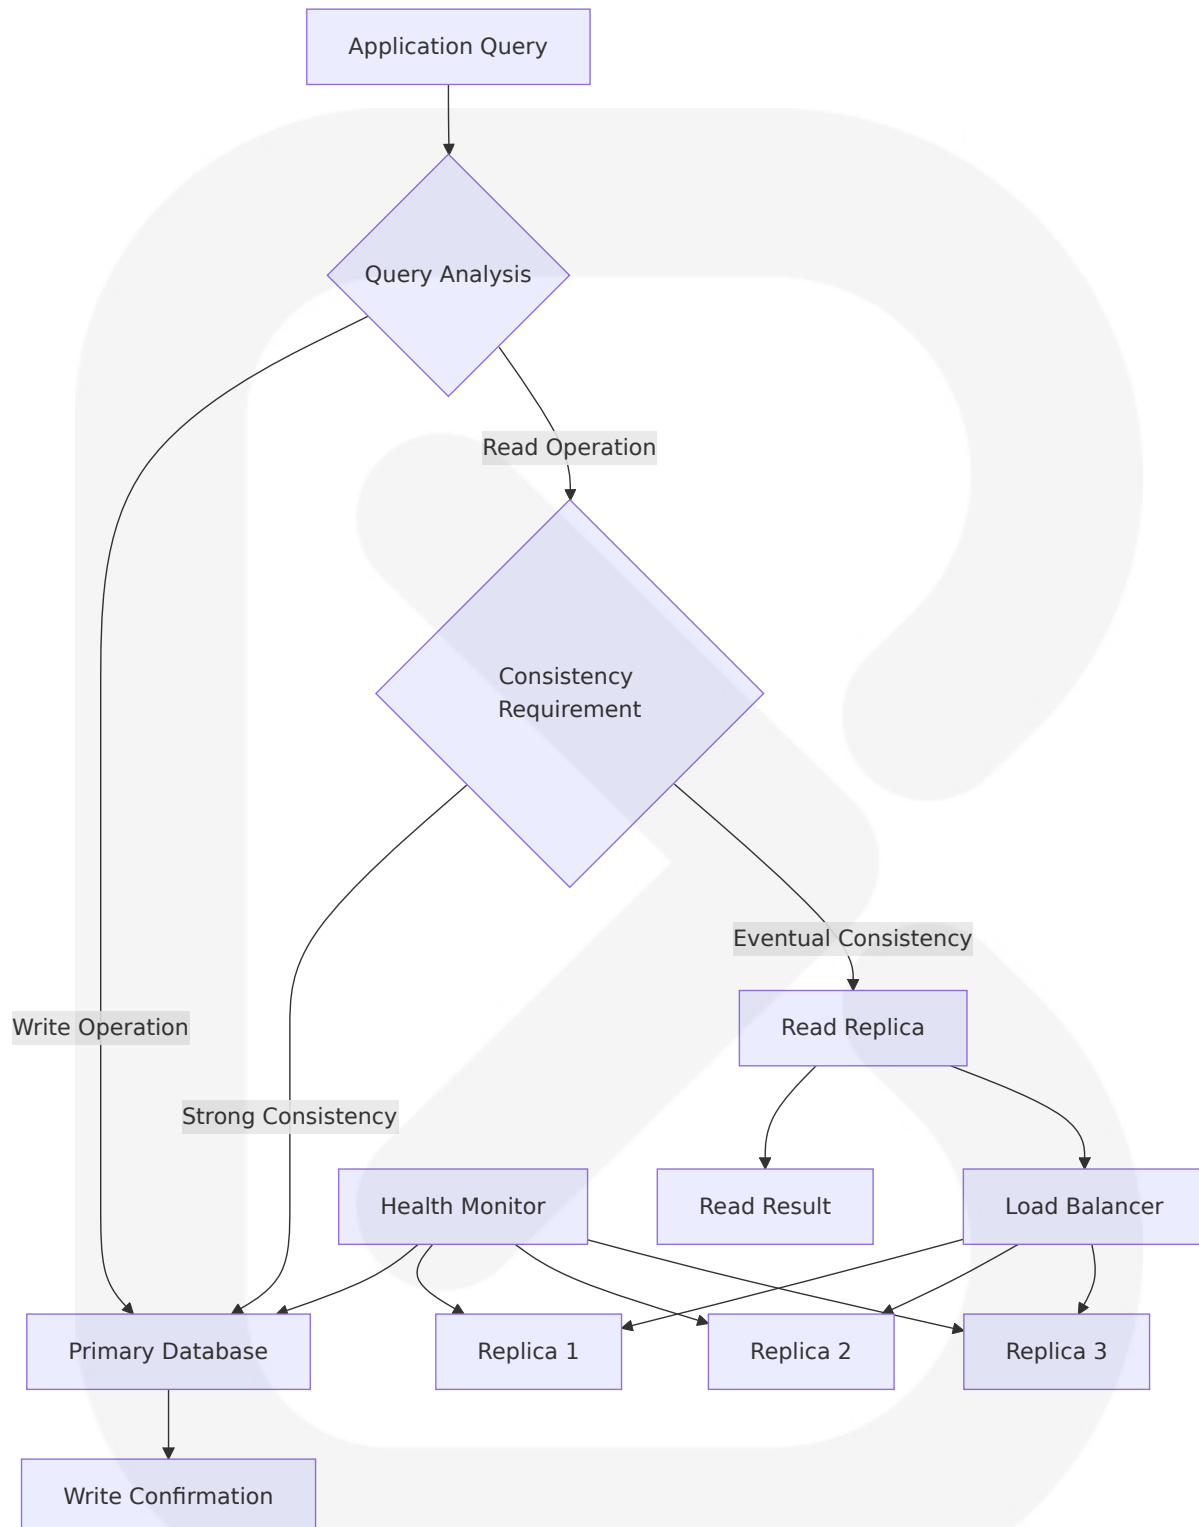 Application Query
Query Analysis
Read Operation
Consistency
Requirement
Eventual Consistency
Write Operation
Read Replica
Strong Consistency
Health Monitor
Read Result
Load Balancer
Primary Database
Replica 1
Replica 2
Replica 3
Write Confirmation